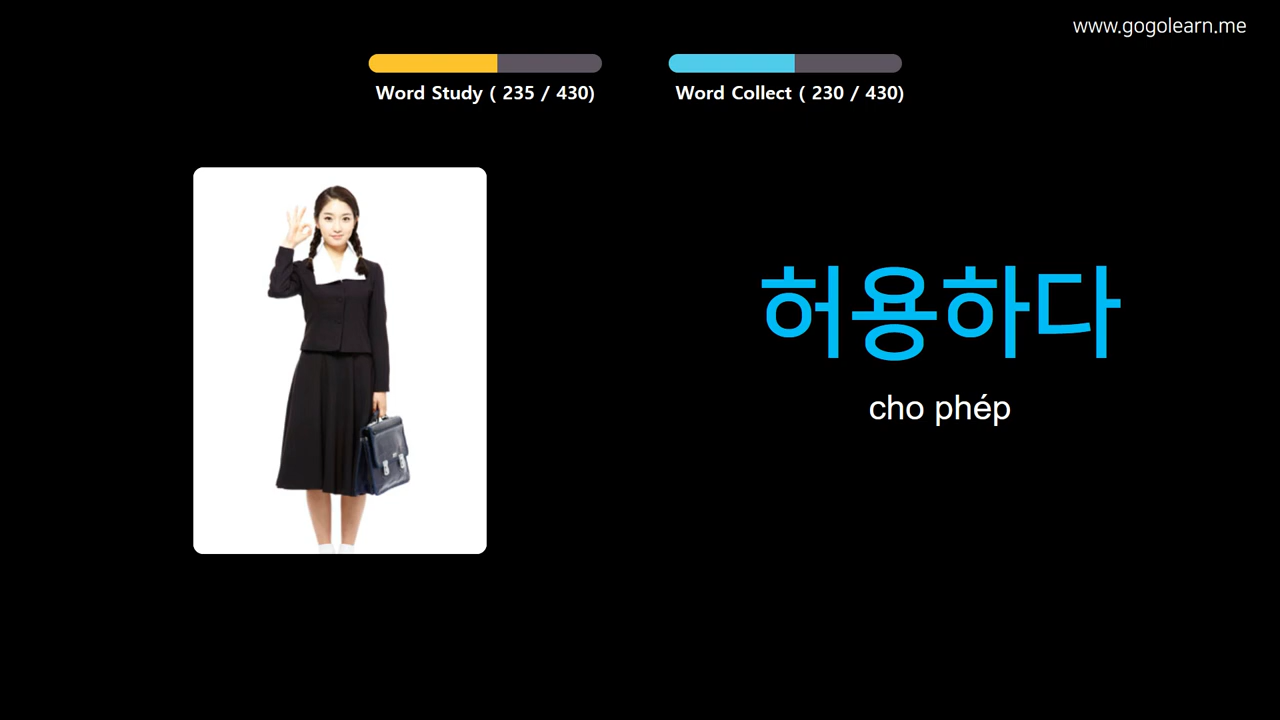 www.gogolearn.me
Word Study ( 235 / 430)
Word Collect ( 230 / 430)
허용하다
cho phép